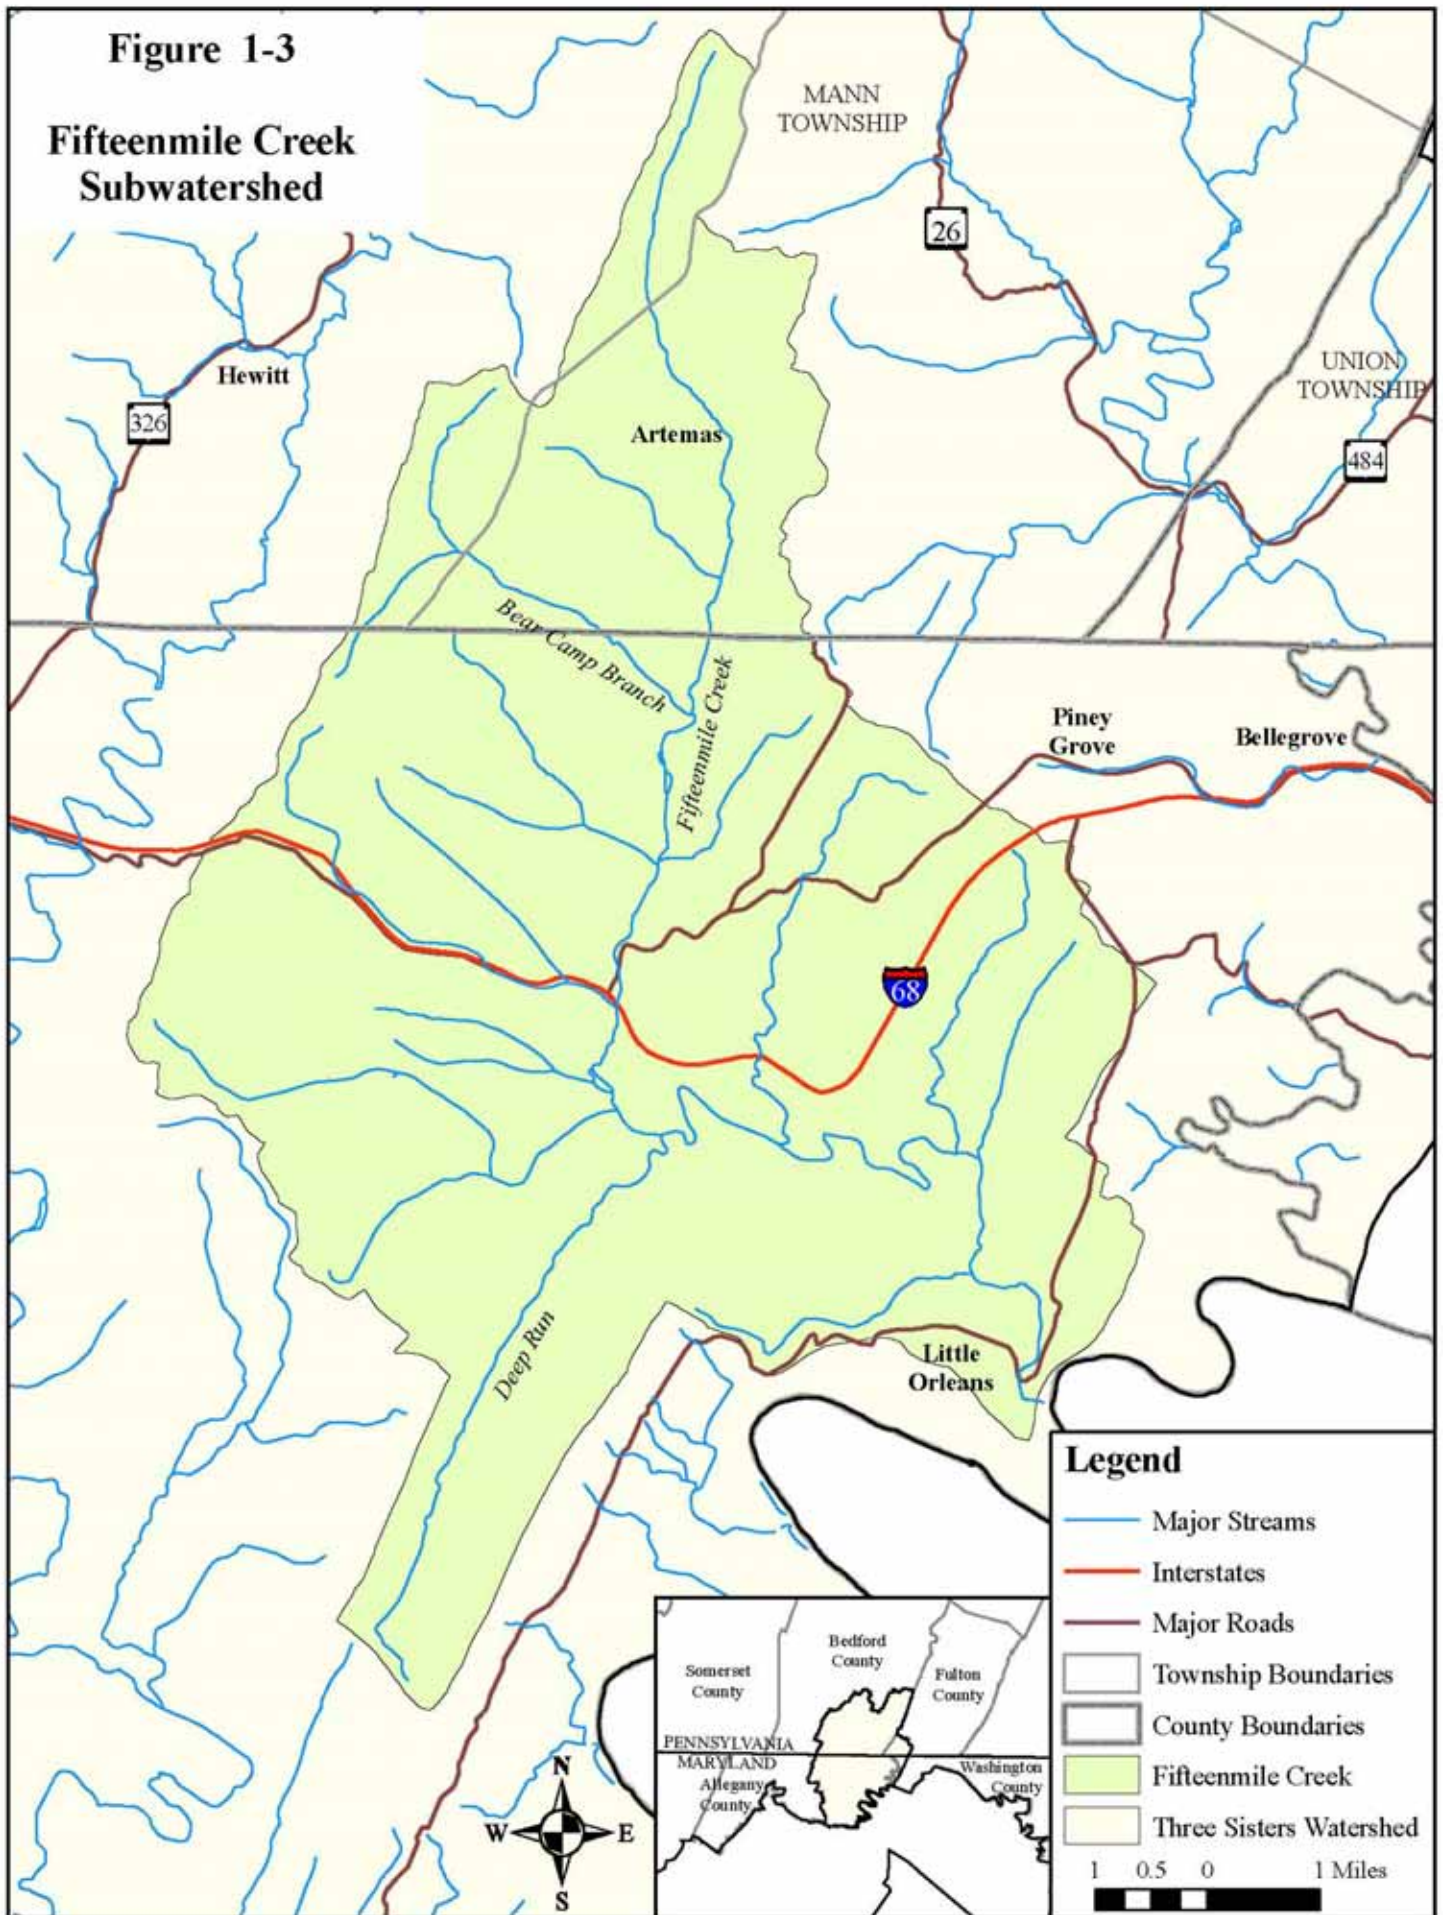 Figure 1-3
Fifteenmile Creek
Subwatershed
MANN
TOWNSHIP
26
UNION
TOWNSHIP
Hewitt
326
Artemas
484
Bear Camp Branch
Fifteenmile Creek
Piney
Grove
Bellegrove
68
Deep Run
Little
Orleans
Legend
Major Streams
Interstates
Major Roads
Township Boundaries
County Boundaries
Fifteenmile Creek
Three Sisters Watershed
1 0.5 0 1 Miles
Somerset
County
Bedford
County
Fulton
County
PENNSYLVANIA
MARYLAND
Allegany
County
Washington
County
N
W E
S